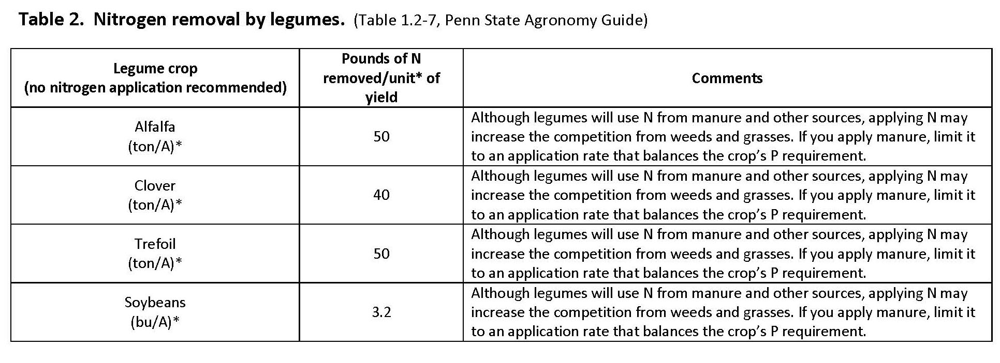 Table 2. Nitrogen removal by legumes. (Table 1.2-7, Penn State Agronomy Guide)
Legume crop
(no nitrogen application recommended)
Pounds of N
removed/unit* of
yield
Comments
Alfalfa
(ton/A)*
50
Although legumes will use N from manure and other sources, applying N may
increase the competition from weeds and grasses. If you apply manure, limit it
to an application rate that balances the crop’s P requirement.
Clover
(ton/A)*
40
Although legumes will use N from manure and other sources, applying N may
increase the competition from weeds and grasses. If you apply manure, limit it
to an application rate that balances the crop’s P requirement.
Trefoil
(ton/A)*
50
Although legumes will use N from manure and other sources, applying N may
increase the competition from weeds and grasses. If you apply manure, limit it
to an application rate that balances the crop’s P requirement.
Soybeans
(bu/A)*
3.2
Although legumes will use N from manure and other sources, applying N may
increase the competition from weeds and grasses. If you apply manure, limit it
to an application rate that balances the crop’s P requirement.